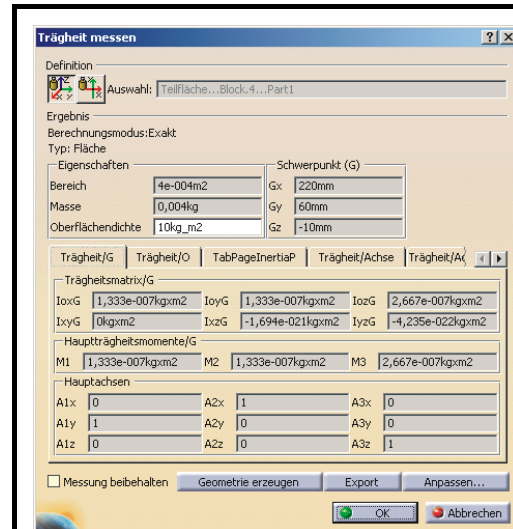 Trägheit messen
Definition
Auswahl: Teilfläche...Block.4...Part1
Ergebnis
Berechnungsmodus:Exakt
Typ: Fläche
Eigenschaften Schwerpunkt (G)
Bereich 4e-004m2 Gx 220mm
Masse 0,004kg Gy 60mm
Oberflächendichte 10kg_m2 Gz -10mm
Trägheit/G Trägheit/O TabPageInertiaP Trägheit/Achse
Trägheitsmatrix/G
IoxG 1,333e-007kgxm2 IoyG 1,333e-007kgxm2 IozG 2,667e-007kgxm2
IxyG 0kgxm2 IxzG -1,694e-021kgxm2 IyzG -4,235e-022kgxm2
Hauptträgheitsmomente/G
M1 1,333e-007kgxm2 M2 1,333e-007kgxm2 M3 2,667e-007kgxm2
Hauptachsen
A1x 0 A2x 1 A3x 0
A1y 1 A2y 0 A3y 0
A1z 0 A2z 0 A3z 1
Messung beibehalten Geometrie erzeugen Export Anpassen...
OK Abbrechen